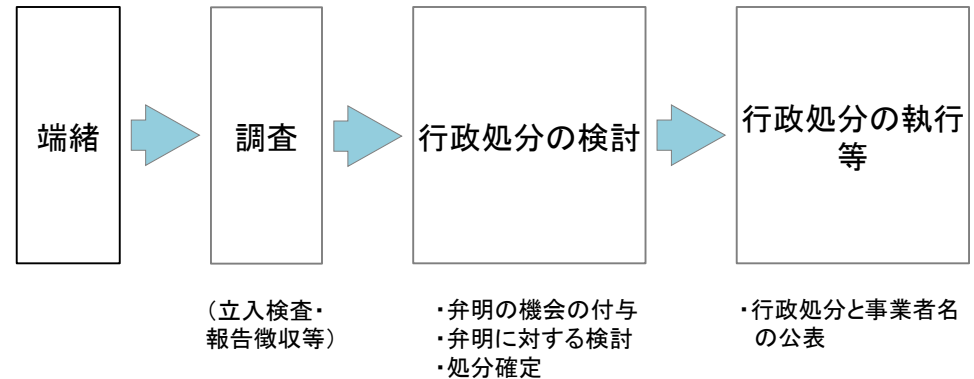 端緒
調査
行政処分の検討
行政処分の執行
等
（立入検査・
報告徴収等）
・弁明の機会の付与
・弁明に対する検討
・処分確定
・行政処分と事業者名
の公表